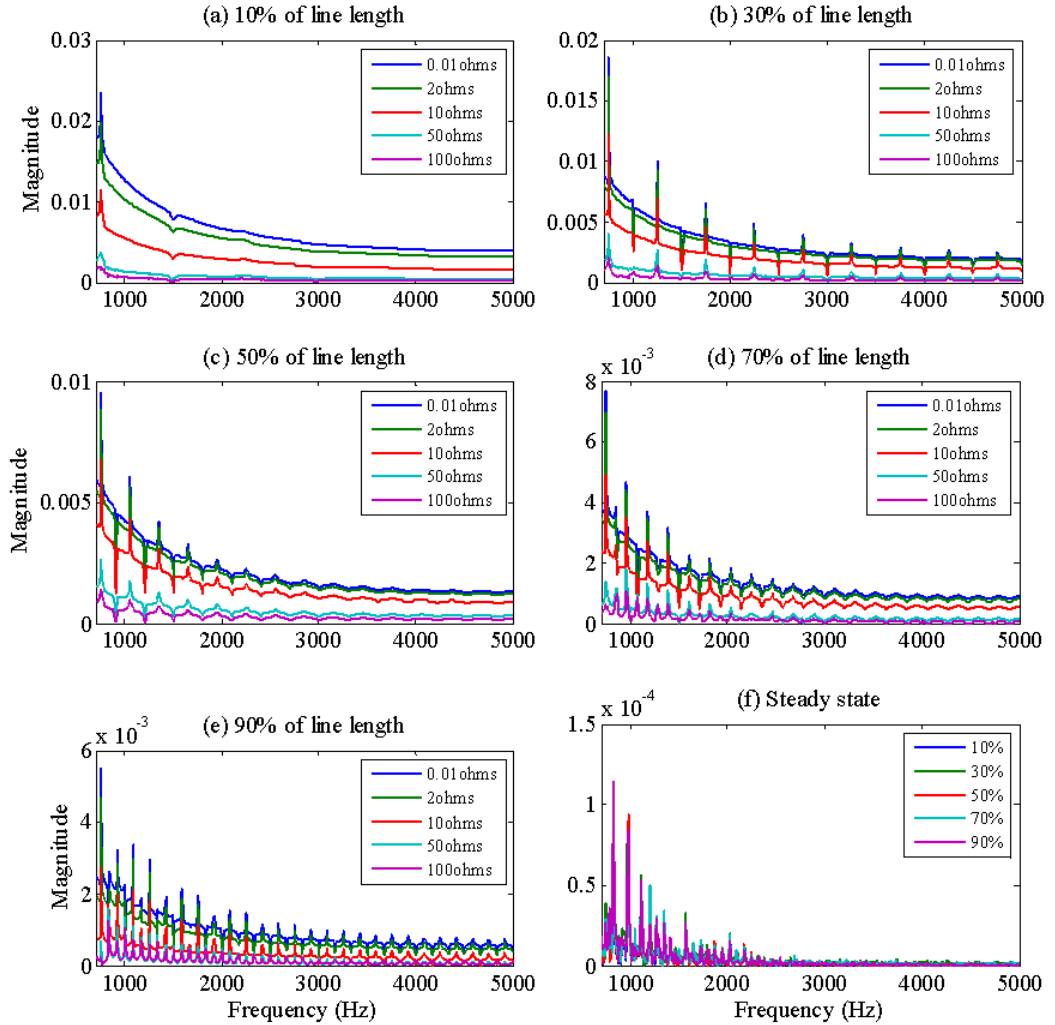 (a) 10% of line length
0.03
0.02
0.01
0
Magnitude
1000 2000 3000 4000 5000
0.01ohms
2ohms
10ohms
50ohms
100ohms
(b) 30% of line length
0.02
0.015
0.01
0.005
0
1000 2000 3000 4000 5000
0.01ohms
2ohms
10ohms
50ohms
100ohms
(c) 50% of line length
0.01
0.005
0
Magnitude
1000 2000 3000 4000 5000
0.01ohms
2ohms
10ohms
50ohms
100ohms
(d) 70% of line length
x 10⁻³
8
6
4
2
0
1000 2000 3000 4000 5000
0.01ohms
2ohms
10ohms
50ohms
100ohms
(e) 90% of line length
x 10⁻³
6
4
2
0
Magnitude
1000 2000 3000 4000 5000
Frequency (Hz)
0.01ohms
2ohms
10ohms
50ohms
100ohms
(f) Steady state
x 10⁻⁴
1.5
1
0.5
0
1000 2000 3000 4000 5000
Frequency (Hz)
10%
30%
50%
70%
90%